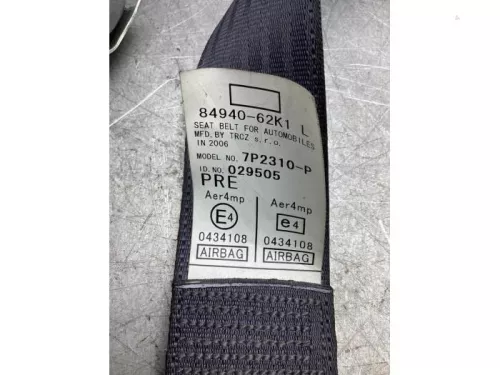 84940-62K1 L
SEAT BELT FOR AUTOMOBILES
MFD.BY TRCZ s.r.o.
IN 2006
MODEL NO. 7P2310-P
ID.NO. 029505
PRE
Aer4mp Aer4mp
E4 e4
0434108 0434108
AIRBAG AIRBAG